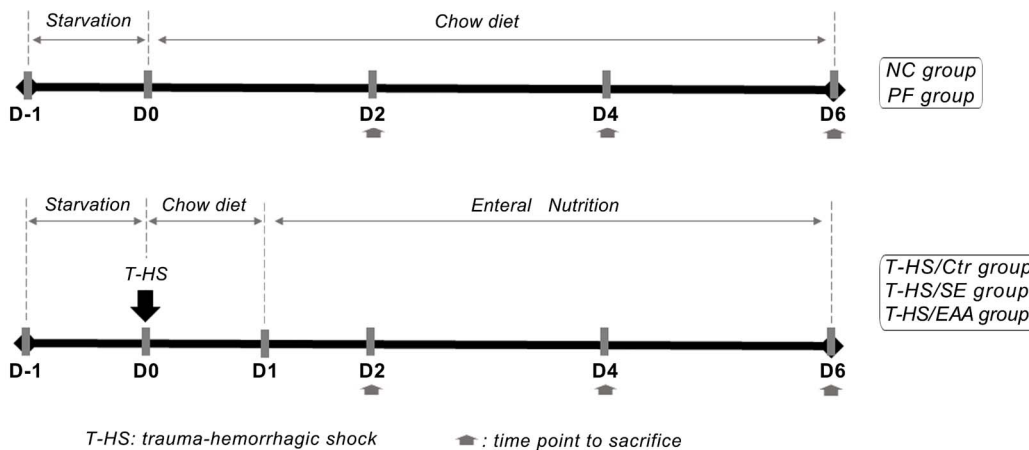 Starvation Chow diet
NC group
PF group
D-1 D0 D2 D4 D6
Starvation Chow diet Enteral Nutrition
T-HS
T-HS/Ctr group
T-HS/SE group
T-HS/EAA group
D-1 D0 D1 D2 D4 D6
T-HS: trauma-hemorrhagic shock : time point to sacrifice